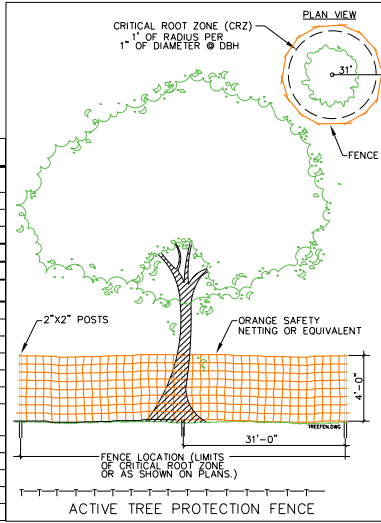 PLAN VIEW
CRITICAL ROOT ZONE (CRZ)
1' OF RADIUS PER
1" OF DIAMETER @ DBH
31'
FENCE
2"X2" POSTS
ORANGE SAFETY
NETTING OR EQUIVALENT
4'-0"
TREEFEN.DWG
31'-0"
FENCE LOCATION (LIMITS
OF CRITICAL ROOT ZONE
OR AS SHOWN ON PLANS.)
T T T T T T T T T T T
ACTIVE TREE PROTECTION FENCE